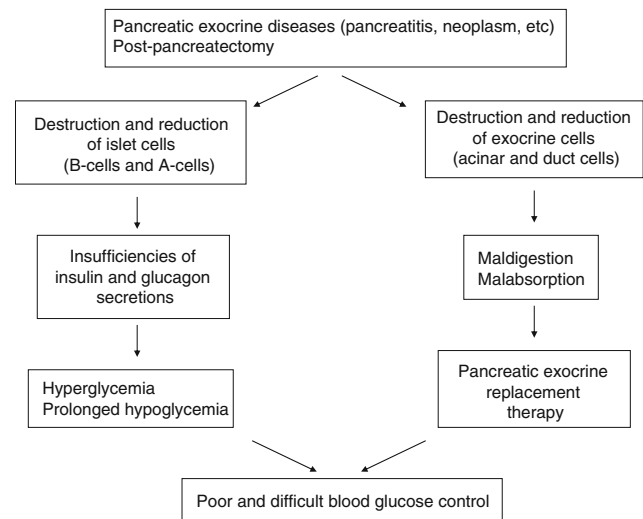 Pancreatic exocrine diseases (pancreatitis, neoplasm, etc)
Post-pancreatectomy
Destruction and reduction
of islet cells
(B-cells and A-cells)
Insufficiencies of
insulin and glucagon
secretions
Hyperglycemia
Prolonged hypoglycemia
Destruction and reduction
of exocrine cells
(acinar and duct cells)
Maldigestion
Malabsorption
Pancreatic exocrine
replacement
therapy
Poor and difficult blood glucose control